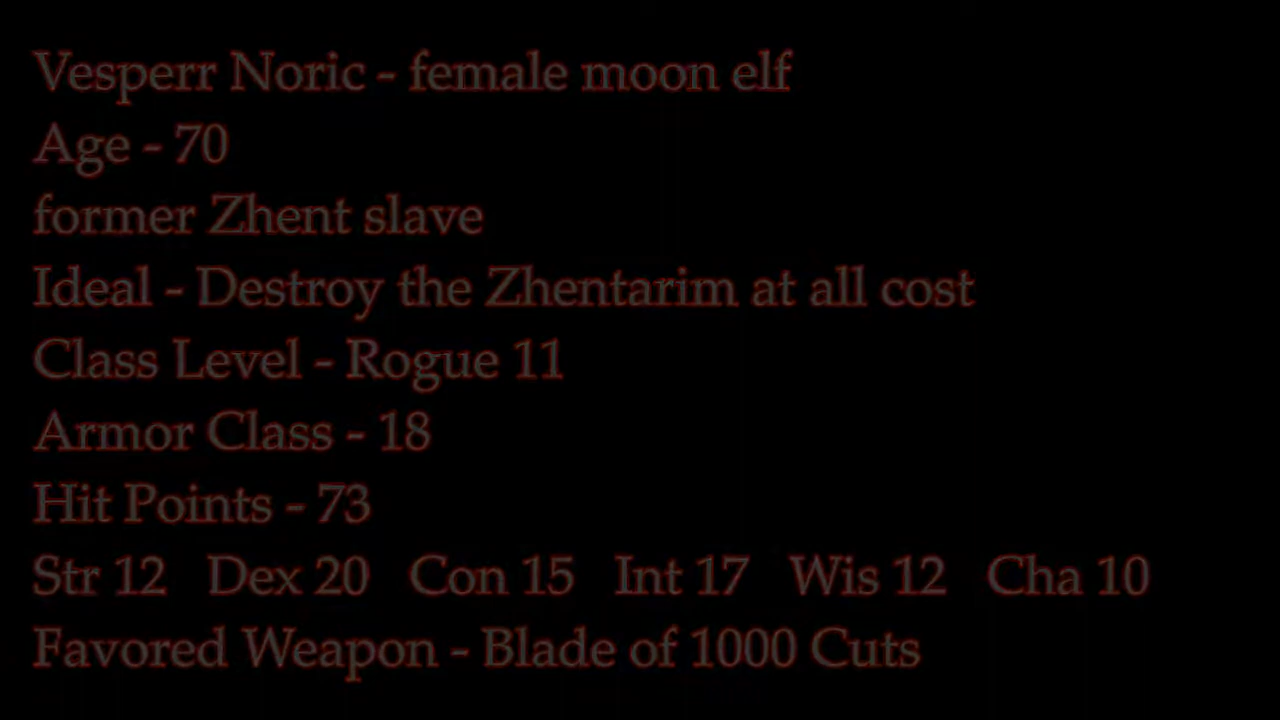 Vesperr Noric - female moon elf
Age - 70
former Zhent slave
Ideal - Destroy the Zhentarim at all cost
Class Level - Rogue 11
Armor Class - 18
Hit Points - 73
Str 12 Dex 20 Con 15 Int 17 Wis 12 Cha 10
Favored Weapon - Blade of 1000 Cuts